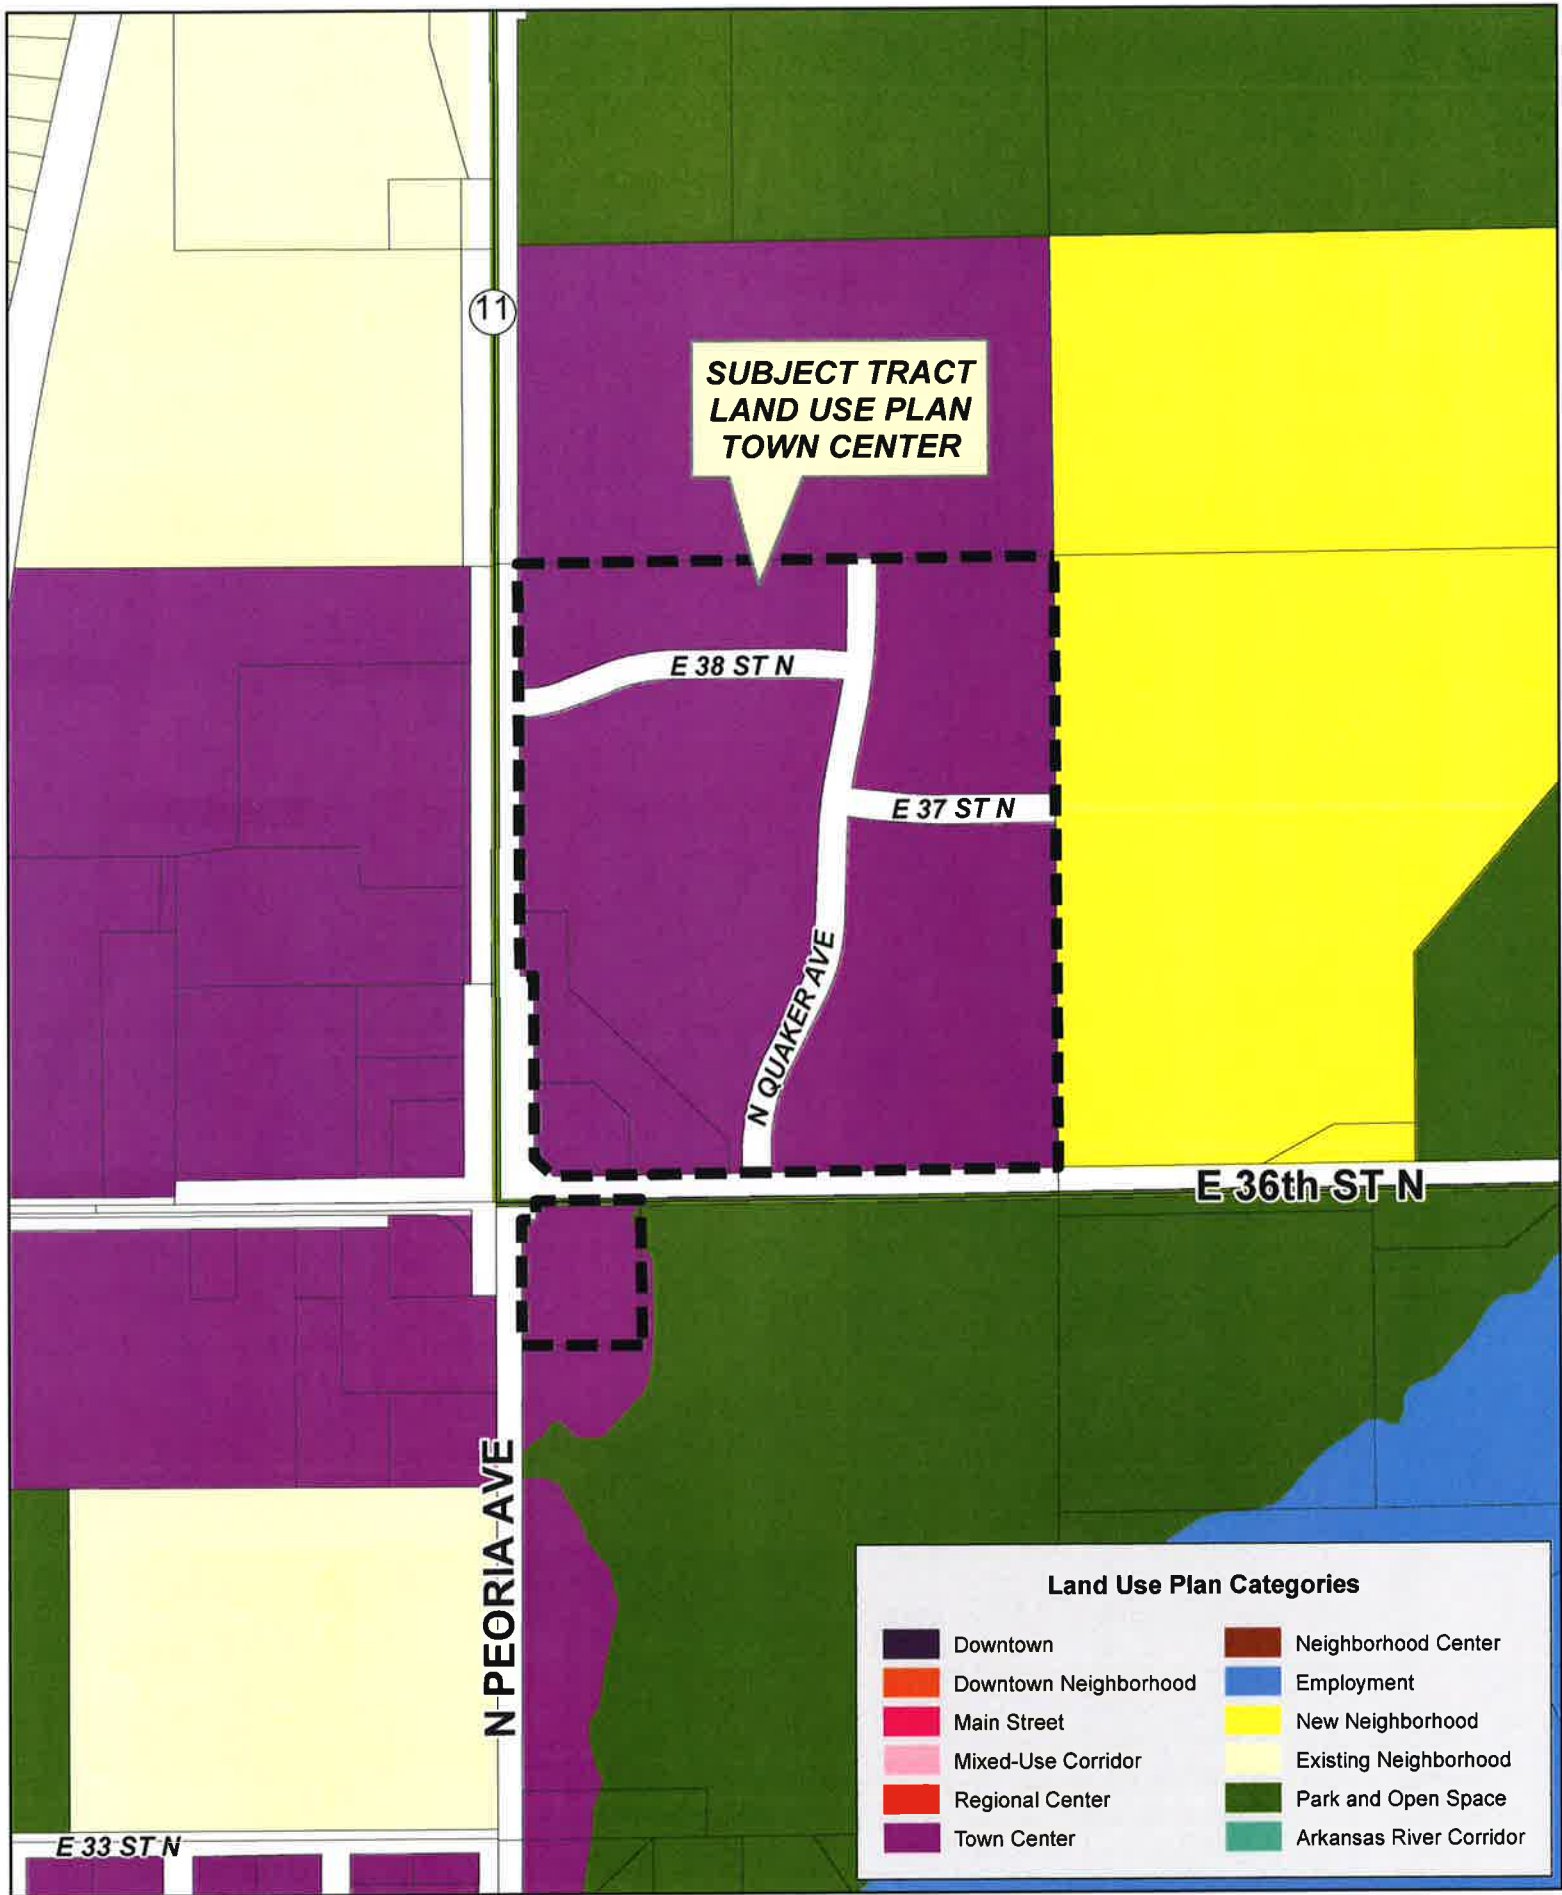 11
SUBJECT TRACT
LAND USE PLAN
TOWN CENTER
E 38 ST N
E 37 ST N
N QUAKER AVE
E 36th ST N
N PEORIA AVE
E 33 ST N
Land Use Plan Categories
Downtown
Downtown Neighborhood
Main Street
Mixed-Use Corridor
Regional Center
Town Center
Neighborhood Center
Employment
New Neighborhood
Existing Neighborhood
Park and Open Space
Arkansas River Corridor